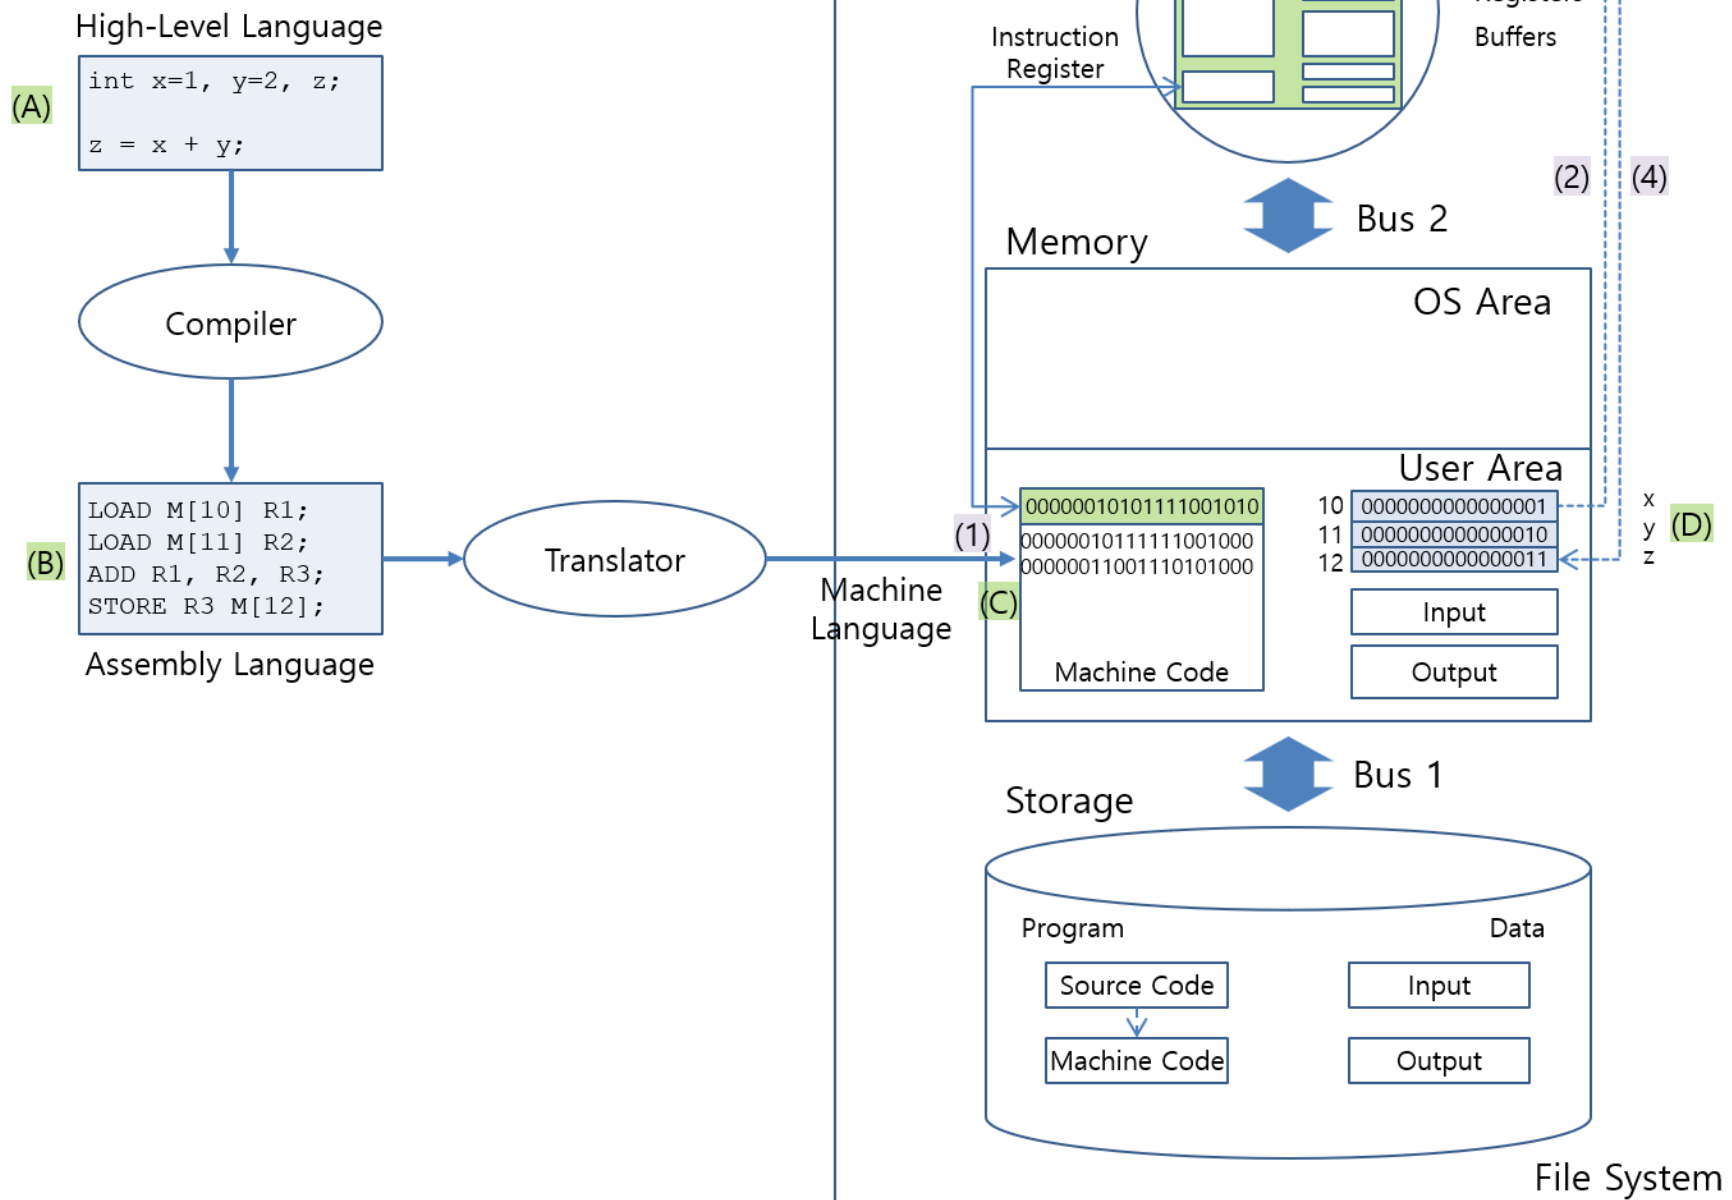 High-Level Language
(A)
int x=1, y=2, z;
z = x + y;
Compiler
(B)
LOAD M[10] R1;
LOAD M[11] R2;
ADD R1, R2, R3;
STORE R3 M[12];
Assembly Language
Translator
Machine
Language
Instruction
Register
Registers
Buffers
(2)
(4)
Bus 2
Memory
OS Area
User Area
(1)
(C)
00000010101111001010
00000010111111001000
00000011001110101000
Machine Code
10
0000000000000001
x
11
0000000000000010
y
12
0000000000000011
z
(D)
Input
Output
Bus 1
Storage
Program
Data
Source Code
Input
Machine Code
Output
File System